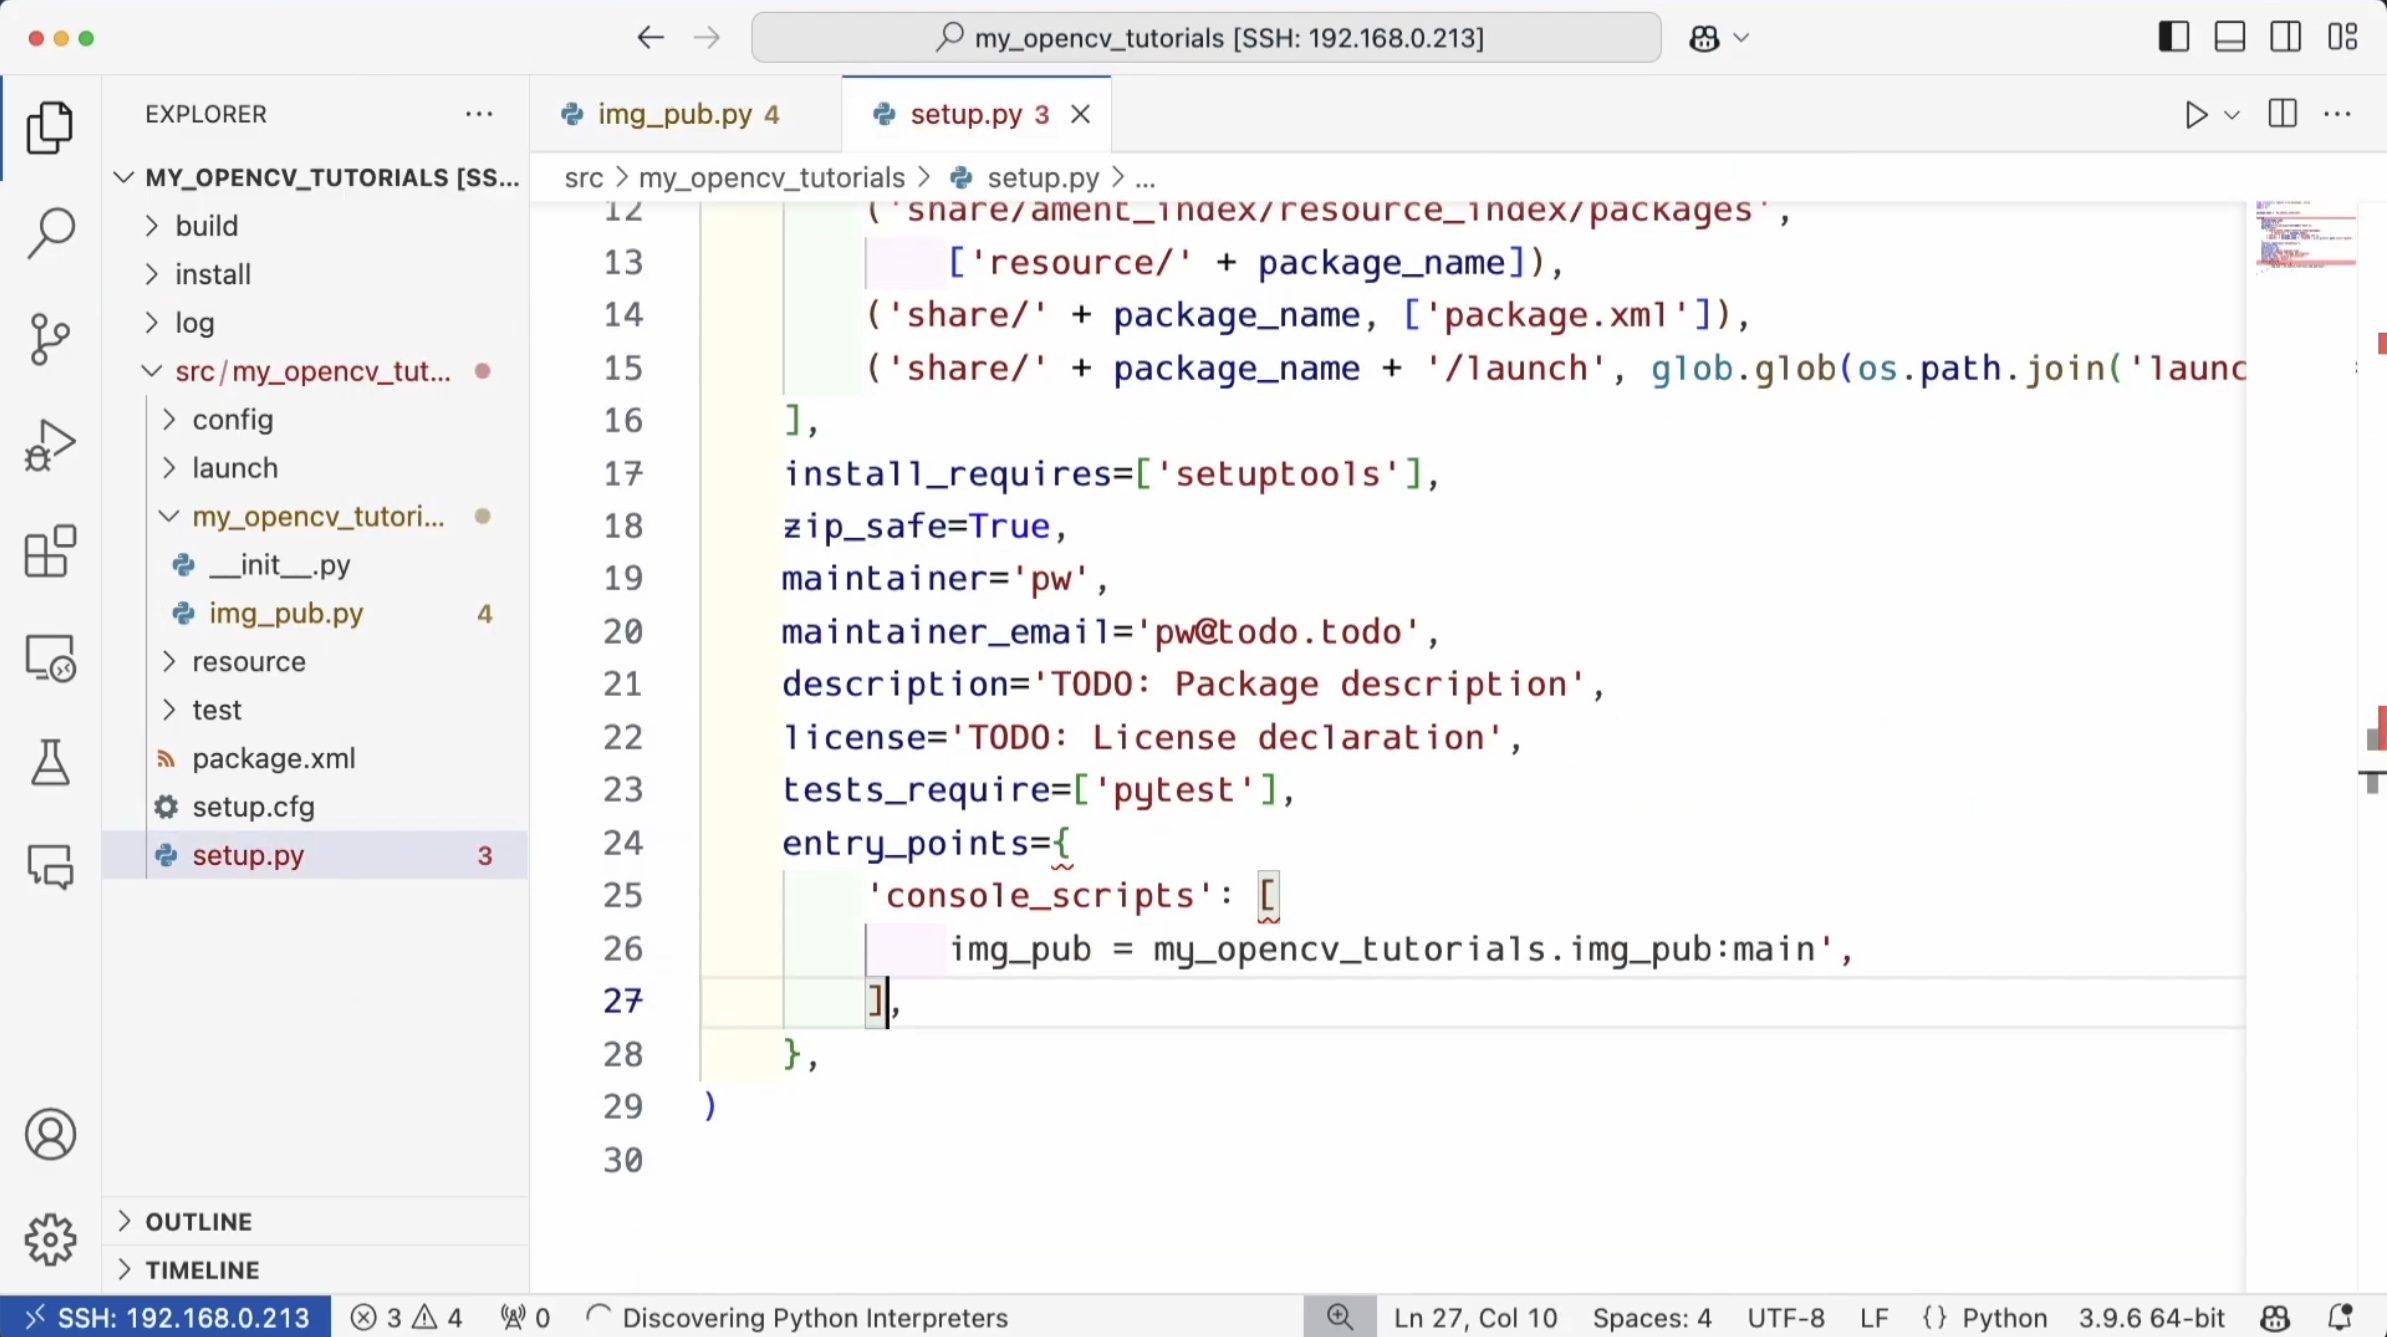 my_opencv_tutorials [SSH: 192.168.0.213]
EXPLORER
MY_OPENCV_TUTORIALS [SS...
build
install
log
src/my_opencv_tut...
config
launch
my_opencv_tutori...
__init__.py
img_pub.py 4
resource
test
package.xml
setup.cfg
setup.py 3
OUTLINE
TIMELINE
img_pub.py 4
setup.py 3
src > my_opencv_tutorials > setup.py > ...
12 ('share/ament_index/resource_index/packages',
13 ['resource/' + package_name]),
14 ('share/' + package_name, ['package.xml']),
15 ('share/' + package_name + '/launch', glob.glob(os.path.join('launc
16 ],
17 install_requires=['setuptools'],
18 zip_safe=True,
19 maintainer='pw',
20 maintainer_email='pw@todo.todo',
21 description='TODO: Package description',
22 license='TODO: License declaration',
23 tests_require=['pytest'],
24 entry_points={
25 'console_scripts': [
26 img_pub = my_opencv_tutorials.img_pub:main',
27 ],
28 },
29 )
30
SSH: 192.168.0.213 3 4 0 Discovering Python Interpreters Ln 27, Col 10 Spaces: 4 UTF-8 LF {} Python 3.9.6 64-bit